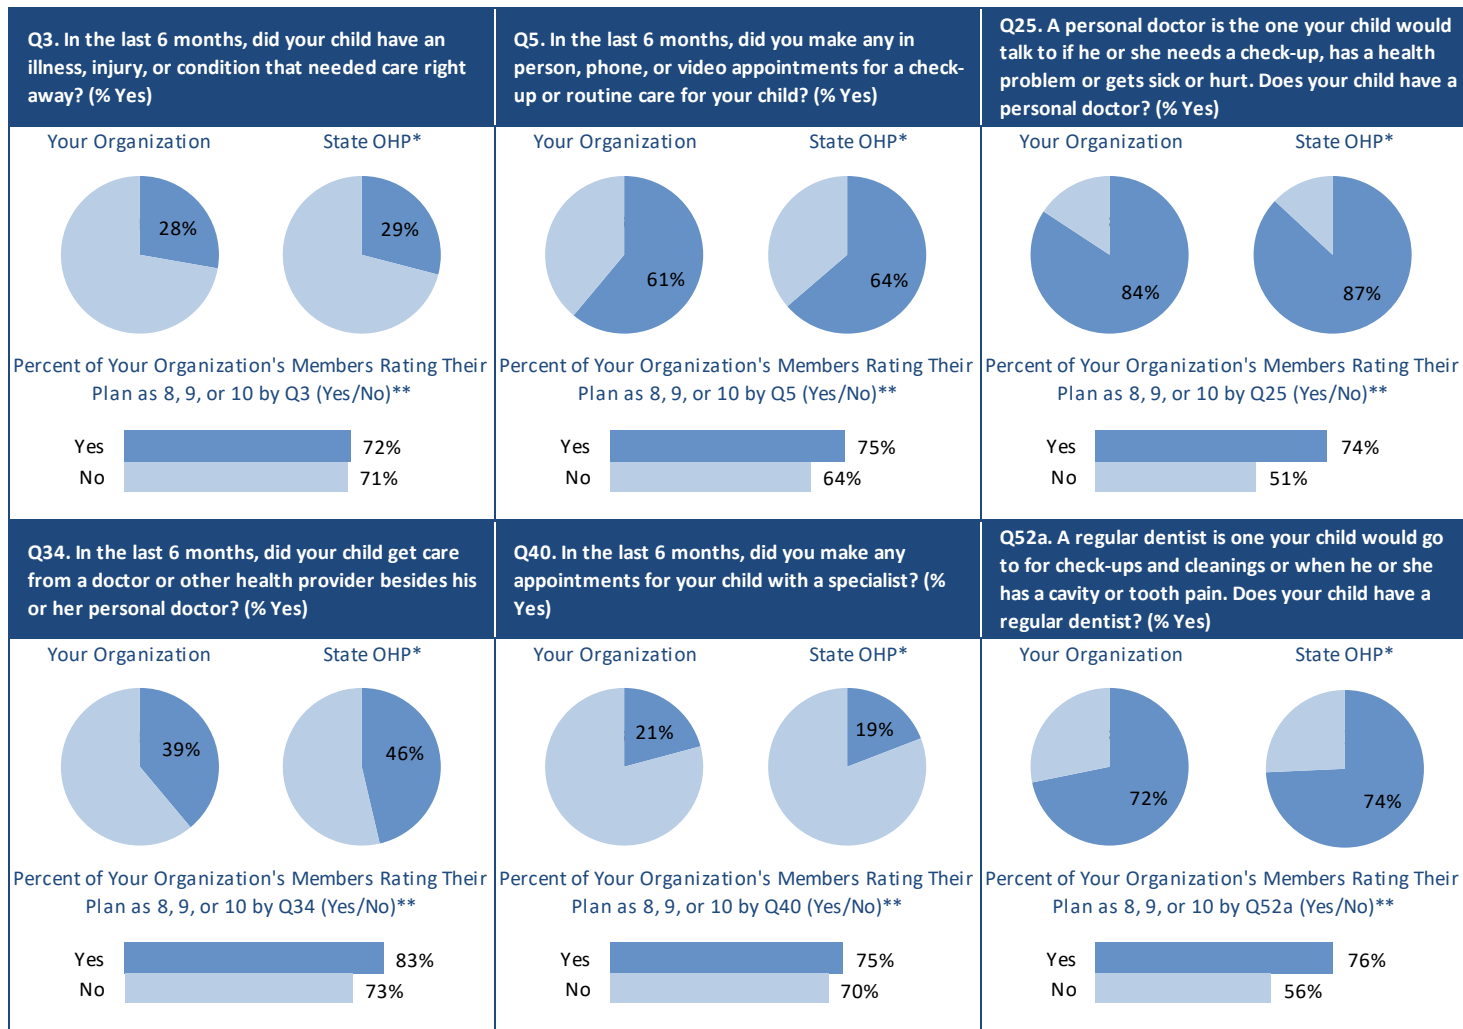 Q3. In the last 6 months, did your child have an
illness, injury, or condition that needed care right
away? (% Yes)
Q5. In the last 6 months, did you make any in
person, phone, or video appointments for a check-
up or routine care for your child? (% Yes)
Q25. A personal doctor is the one your child would
talk to if he or she needs a check-up, has a health
problem or gets sick or hurt. Does your child have a
personal doctor? (% Yes)
Your Organization
State OHP*
Your Organization
State OHP*
Your Organization
State OHP*
28%
29%
61%
64%
84%
87%
Percent of Your Organization's Members Rating Their
Plan as 8, 9, or 10 by Q3 (Yes/No)**
Percent of Your Organization's Members Rating Their
Plan as 8, 9, or 10 by Q5 (Yes/No)**
Percent of Your Organization's Members Rating Their
Plan as 8, 9, or 10 by Q25 (Yes/No)**
Yes 72%
No 71%
Yes 75%
No 64%
Yes 74%
No 51%
Q34. In the last 6 months, did your child get care
from a doctor or other health provider besides his
or her personal doctor? (% Yes)
Q40. In the last 6 months, did you make any
appointments for your child with a specialist? (%
Yes)
Q52a. A regular dentist is one your child would go
to for check-ups and cleanings or when he or she
has a cavity or tooth pain. Does your child have a
regular dentist? (% Yes)
Your Organization
State OHP*
Your Organization
State OHP*
Your Organization
State OHP*
39%
46%
21%
19%
72%
74%
Percent of Your Organization's Members Rating Their
Plan as 8, 9, or 10 by Q34 (Yes/No)**
Percent of Your Organization's Members Rating Their
Plan as 8, 9, or 10 by Q40 (Yes/No)**
Percent of Your Organization's Members Rating Their
Plan as 8, 9, or 10 by Q52a (Yes/No)**
Yes 83%
No 73%
Yes 75%
No 70%
Yes 76%
No 56%